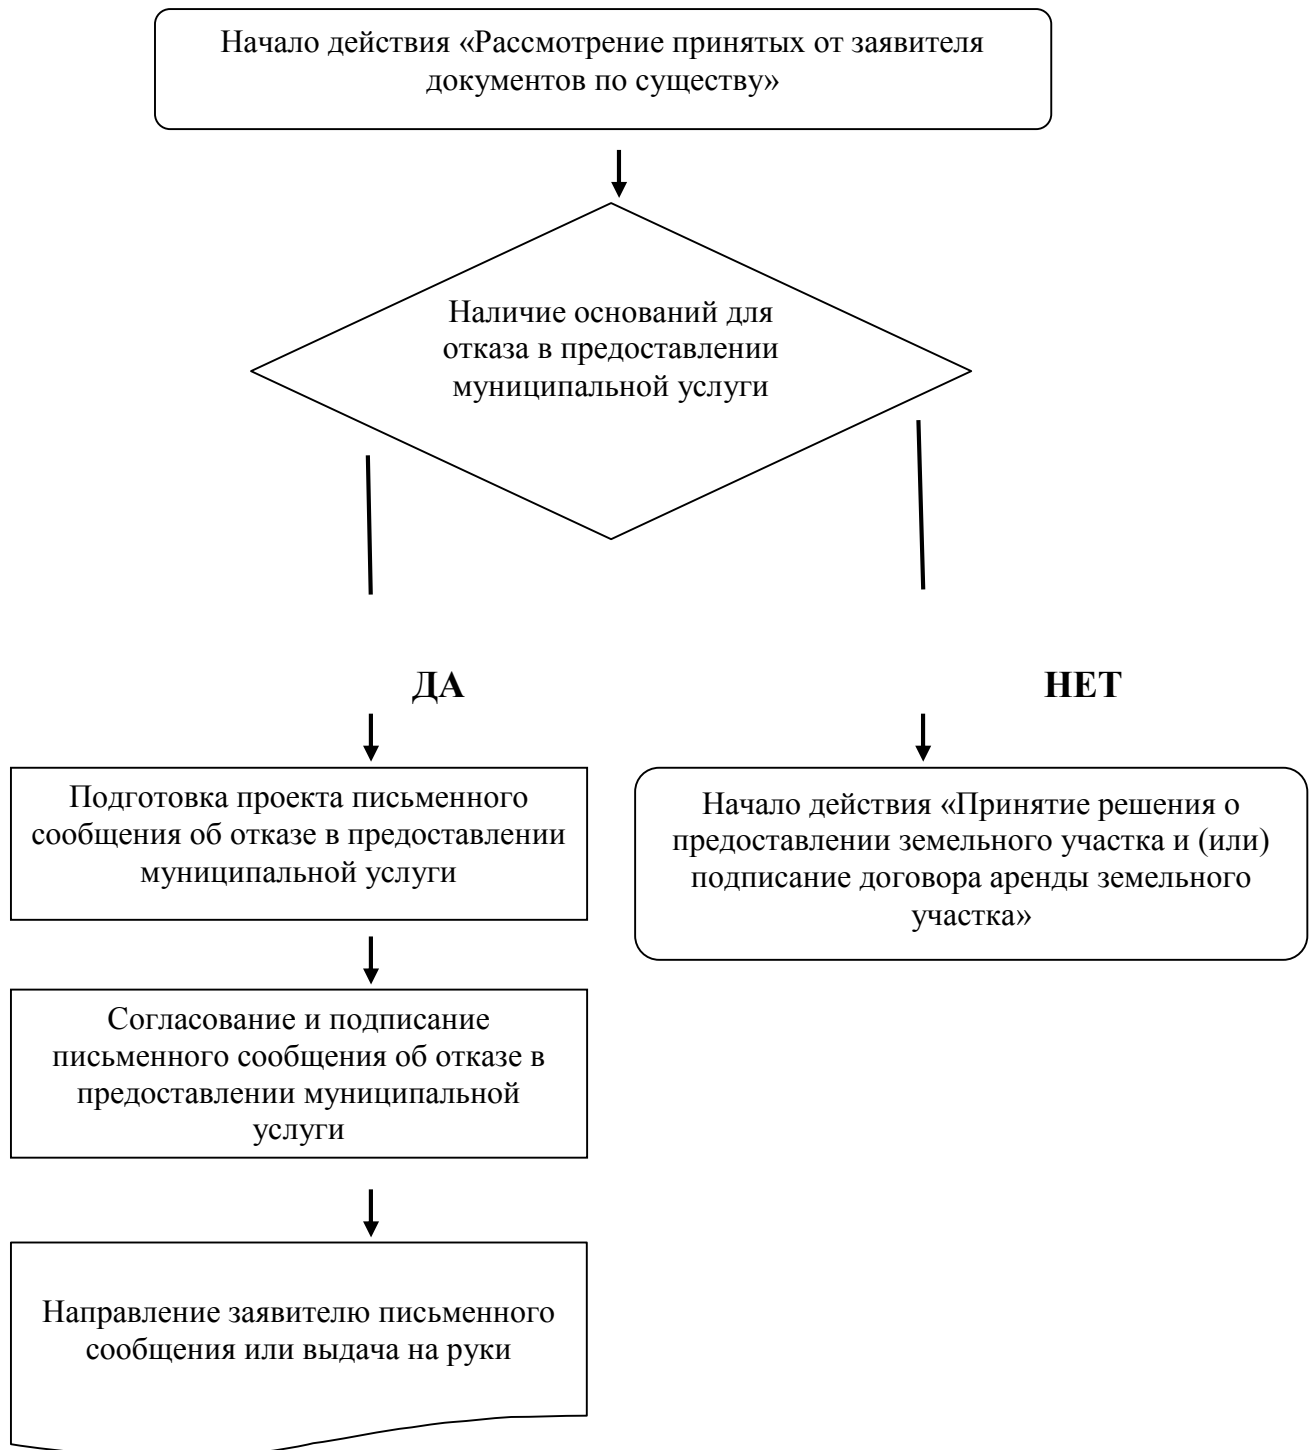 Начало действия «Рассмотрение принятых от заявителя
документов по существу»
Наличие оснований для
отказа в предоставлении
муниципальной услуги
ДА
НЕТ
Подготовка проекта письменного
сообщения об отказе в предоставлении
муниципальной услуги
Начало действия «Принятие решения о
предоставлении земельного участка и (или)
подписание договора аренды земельного
участка»
Согласование и подписание
письменного сообщения об отказе в
предоставлении муниципальной
услуги
Направление заявителю письменного
сообщения или выдача на руки